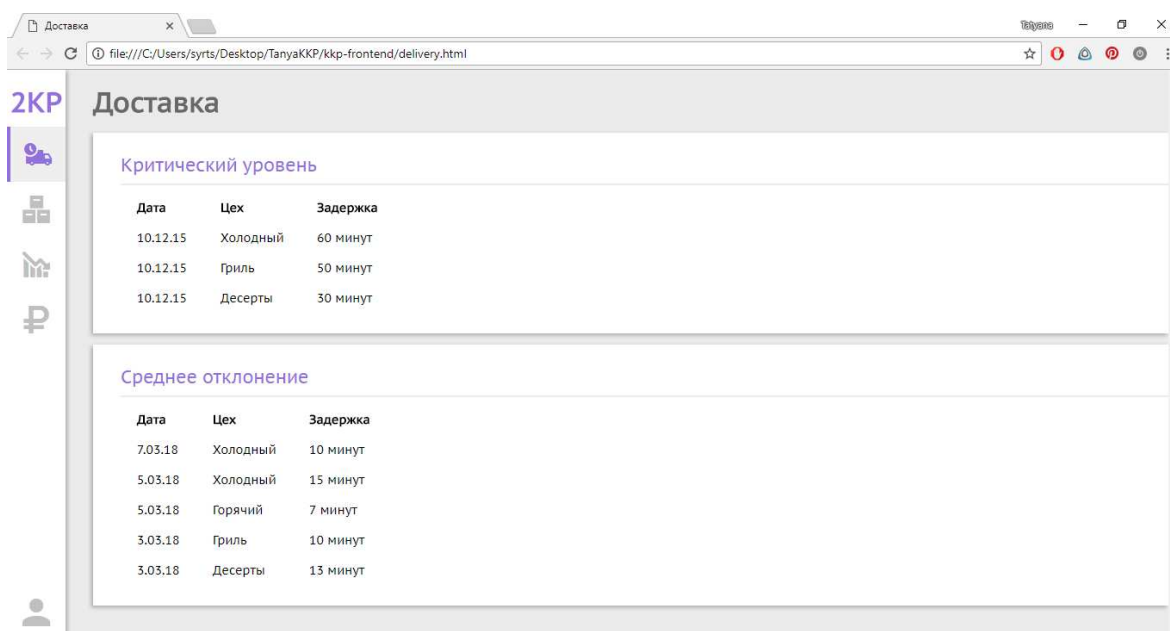 Доставка
Tatyana
file:///C:/Users/syrts/Desktop/TanyaKKP/kkp-frontend/delivery.html
2KP
Доставка
Критический уровень
Дата Цех Задержка
10.12.15 Холодный 60 минут
10.12.15 Гриль 50 минут
10.12.15 Десерты 30 минут
Среднее отклонение
Дата Цех Задержка
7.03.18 Холодный 10 минут
5.03.18 Холодный 15 минут
5.03.18 Горячий 7 минут
3.03.18 Гриль 10 минут
3.03.18 Десерты 13 минут